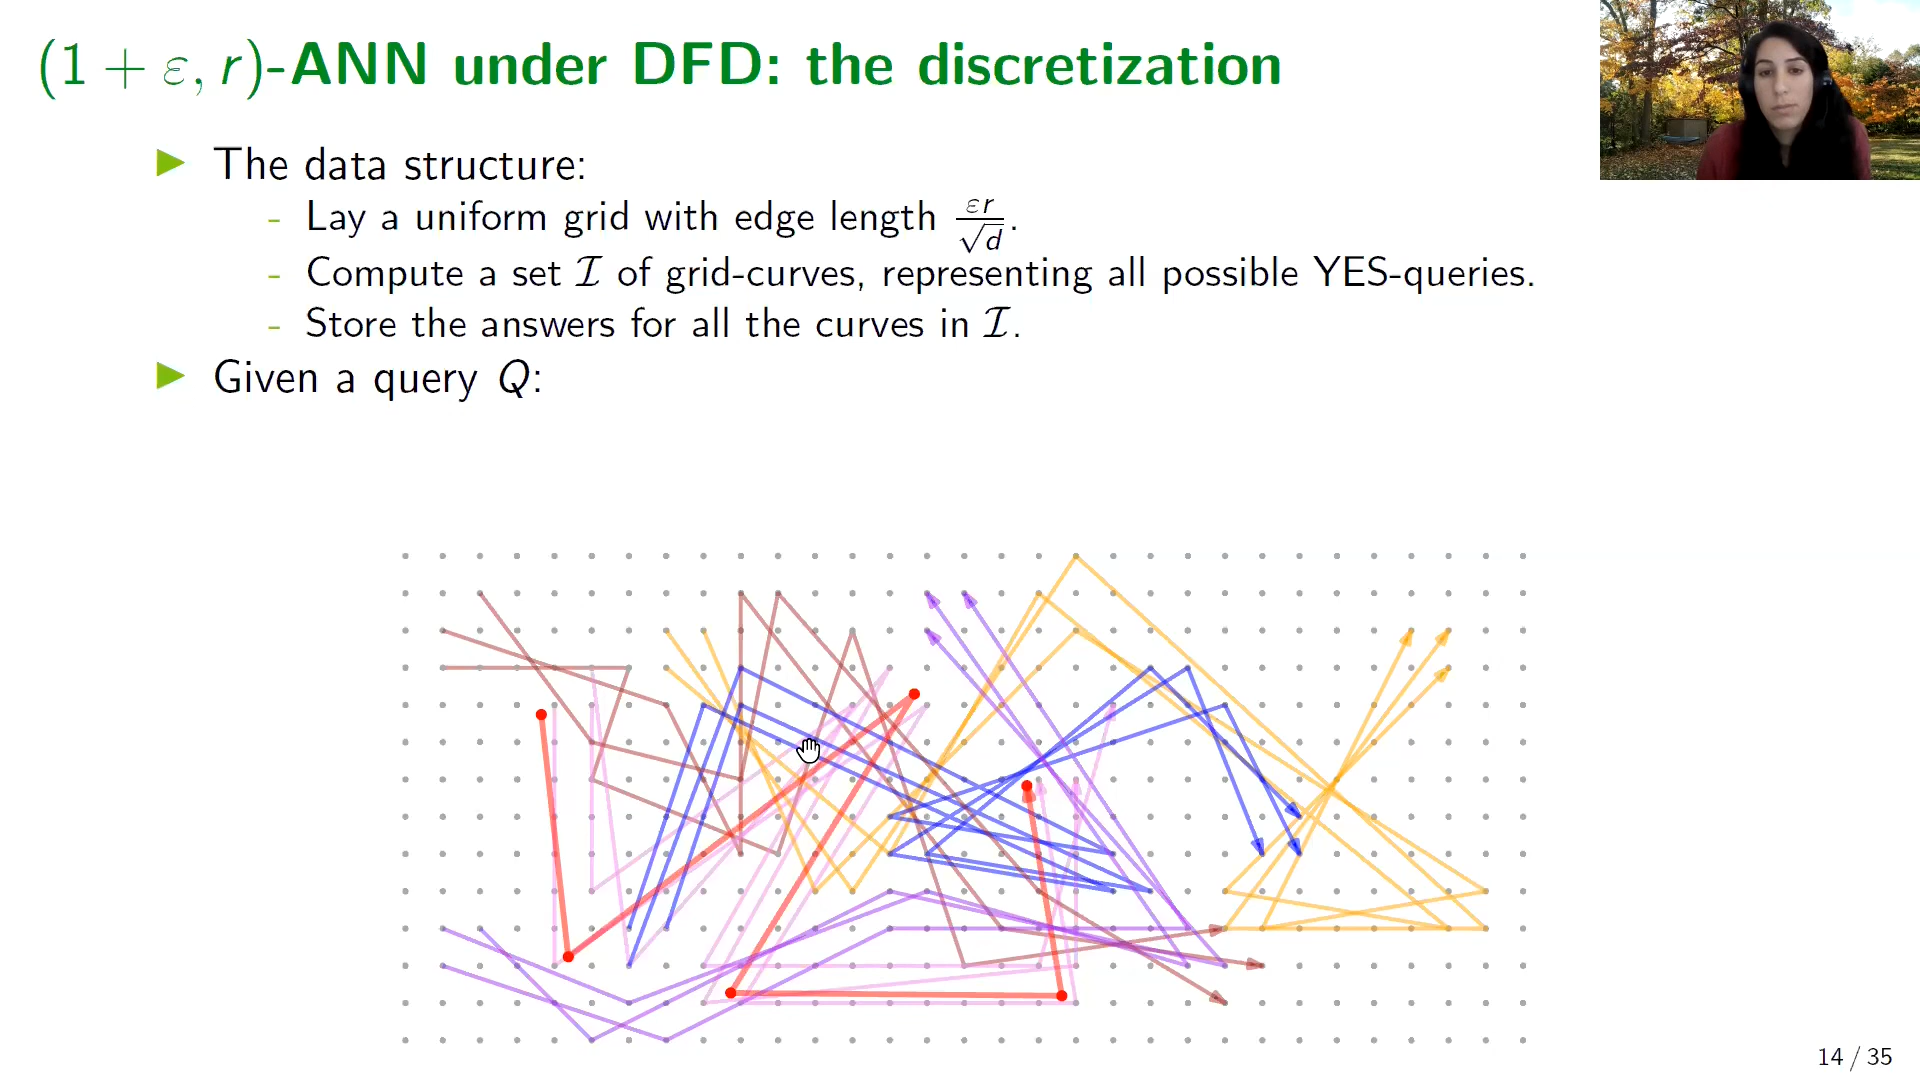 (1 + ε, r)-ANN under DFD: the discretization
▶ The data structure:
- Lay a uniform grid with edge length εr/√d.
- Compute a set ℐ of grid-curves, representing all possible YES-queries.
- Store the answers for all the curves in ℐ.
▶ Given a query Q:
14 / 35